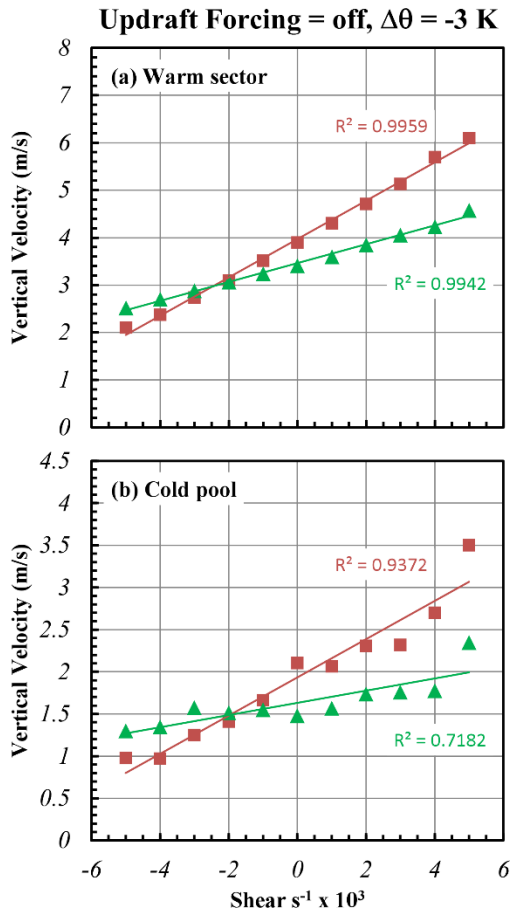 Updraft Forcing = off, Δθ = -3 K
(a) Warm sector
R² = 0.9959
R² = 0.9942
Vertical Velocity (m/s)
8
7
6
5
4
3
2
1
0
(b) Cold pool
R² = 0.9372
R² = 0.7182
Vertical Velocity (m/s)
4.5
4
3.5
3
2.5
2
1.5
1
0.5
0
-6 -4 -2 0 2 4 6
Shear s⁻¹ x 10³